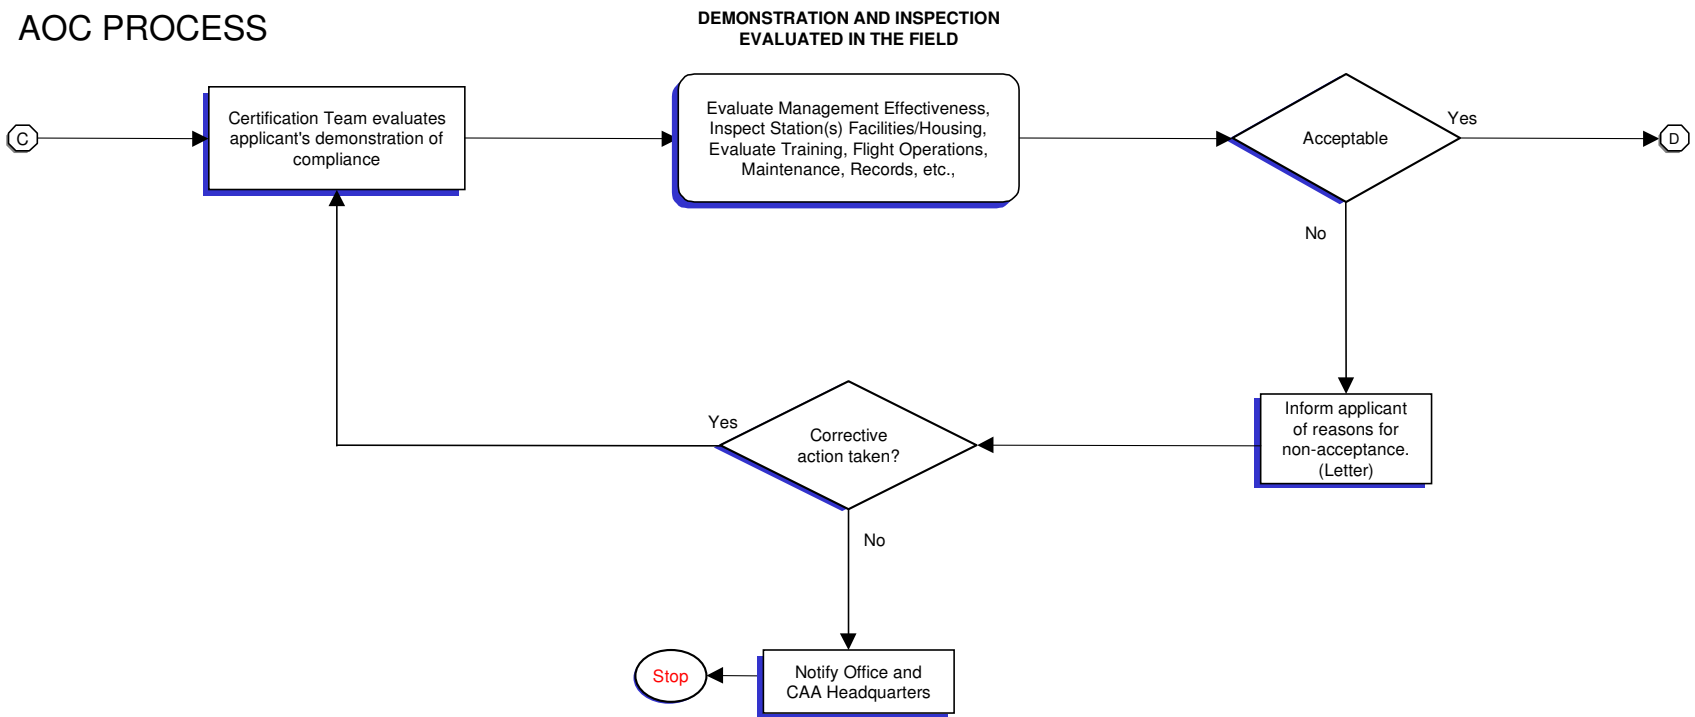 AOC PROCESS
DEMONSTRATION AND INSPECTION
EVALUATED IN THE FIELD
C
Certification Team evaluates
applicant's demonstration of
compliance
Evaluate Management Effectiveness,
Inspect Station(s) Facilities/Housing,
Evaluate Training, Flight Operations,
Maintenance, Records, etc.,
Acceptable
Yes
D
No
Inform applicant
of reasons for
non-acceptance.
(Letter)
Corrective
action taken?
Yes
No
Notify Office and
CAA Headquarters
Stop